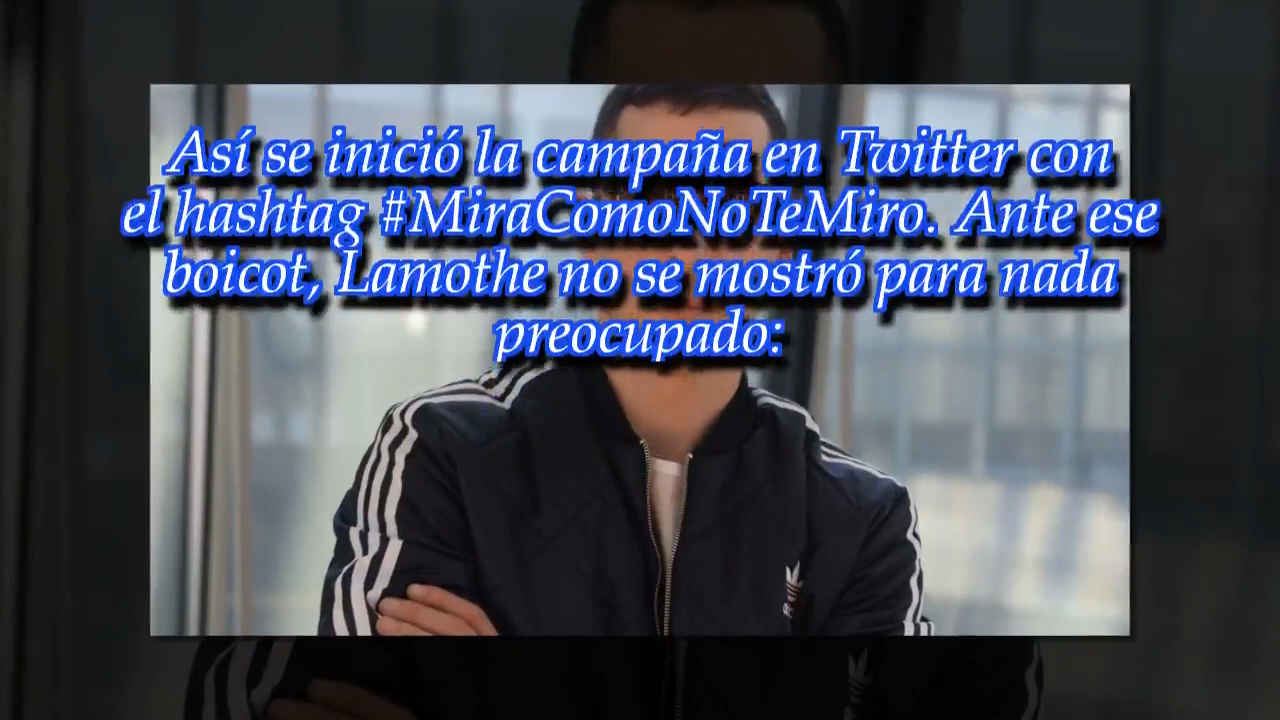 Así se inició la campaña en Twitter con
el hashtag #MiraComoNoTeMiro. Ante ese
boicot, Lamothe no se mostró para nada
preocupado: